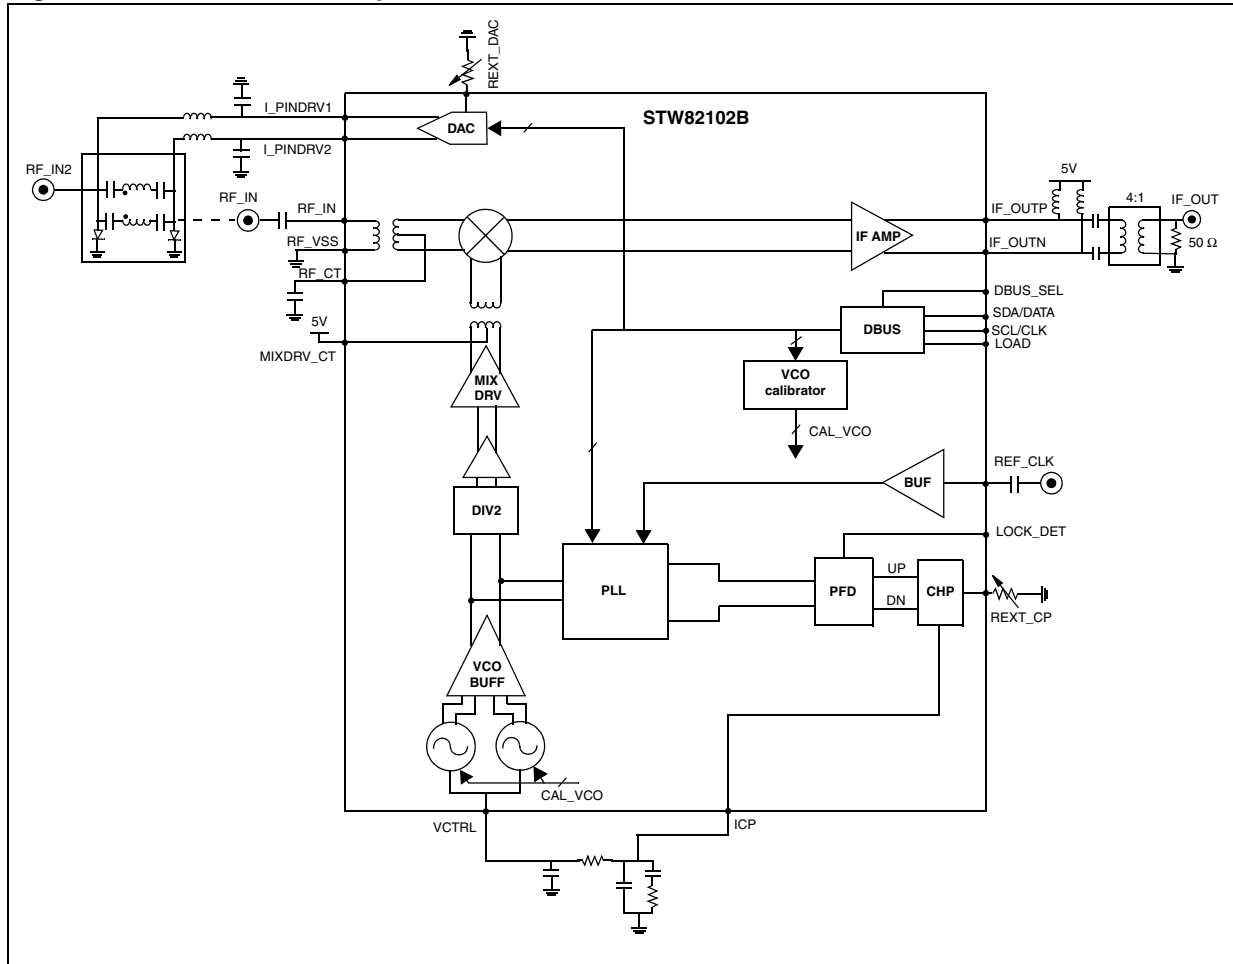 REXT_DAC
I_PINDRV1
STW82102B
DAC
I_PINDRV2
RF_IN2
5V
RF_IN
4:1
IF_OUT
RF_IN
IF_OUTP
IF AMP
50 Ω
RF_VSS
IF_OUTN
RF_CT
DBUS_SEL
SDA/DATA
5V
DBUS
SCL/CLK
LOAD
MIXDRV_CT
MIX
DRV
VCO
calibrator
CAL_VCO
REF_CLK
BUF
DIV2
LOCK_DET
PLL
PFD
UP
DN
CHP
REXT_CP
VCO
BUFF
CAL_VCO
VCTRL
ICP